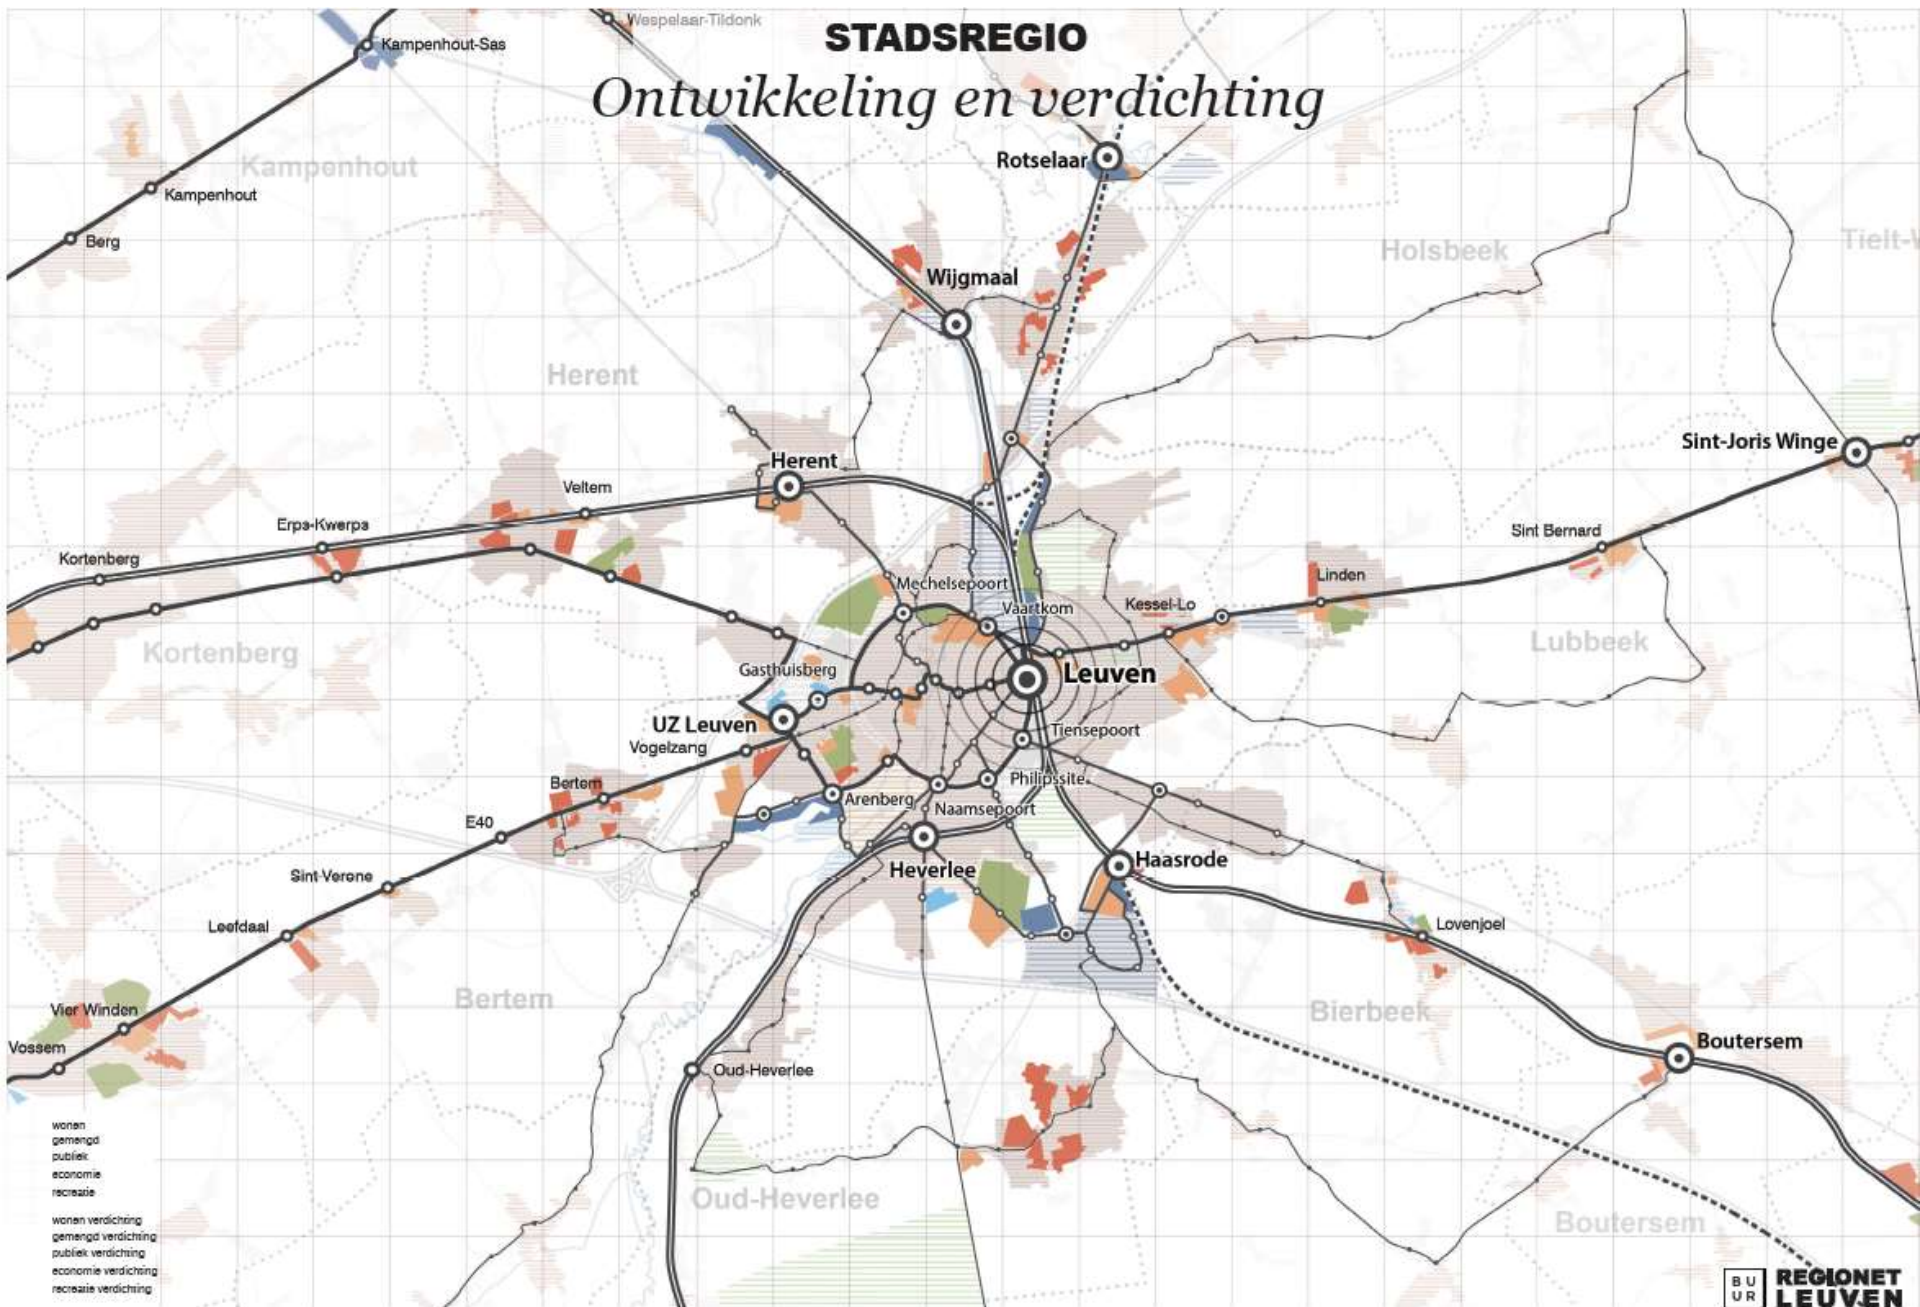 Wespelaar-Tildonk
STADSREGIO
Ontwikkeling en verdichting
Kampenhout-Sas
Rotselaar
Kampenhout
Kampenhout
Berg
Holsbeek
Tielt-W
Wijgmaal
Herent
Sint-Joris Winge
Herent
Veltem
Erps-Kwerps
Sint Bernard
Kortenberg
Linden
Mechelsepoort
Vaartkom
Kessel-Lo
Kortenberg
Lubbeek
Gasthuisberg
Leuven
UZ Leuven
Vogelzang
Tiensepoort
Bertem
Philipssite
Arenberg
Naamsepoort
E40
Heverlee
Haasrode
Sint Verone
Leefdaal
Lovenjoel
Bertem
Vier Winden
Bierbeek
Vossem
Boutersem
Oud-Heverlee
wonen
gemengd
publiek
economie
recreatie
Oud-Heverlee
Boutersem
wonen verdichting
gemengd verdichting
publiek verdichting
economie verdichting
recreatie verdichting
BU
UR
REGIONET
LEUVEN